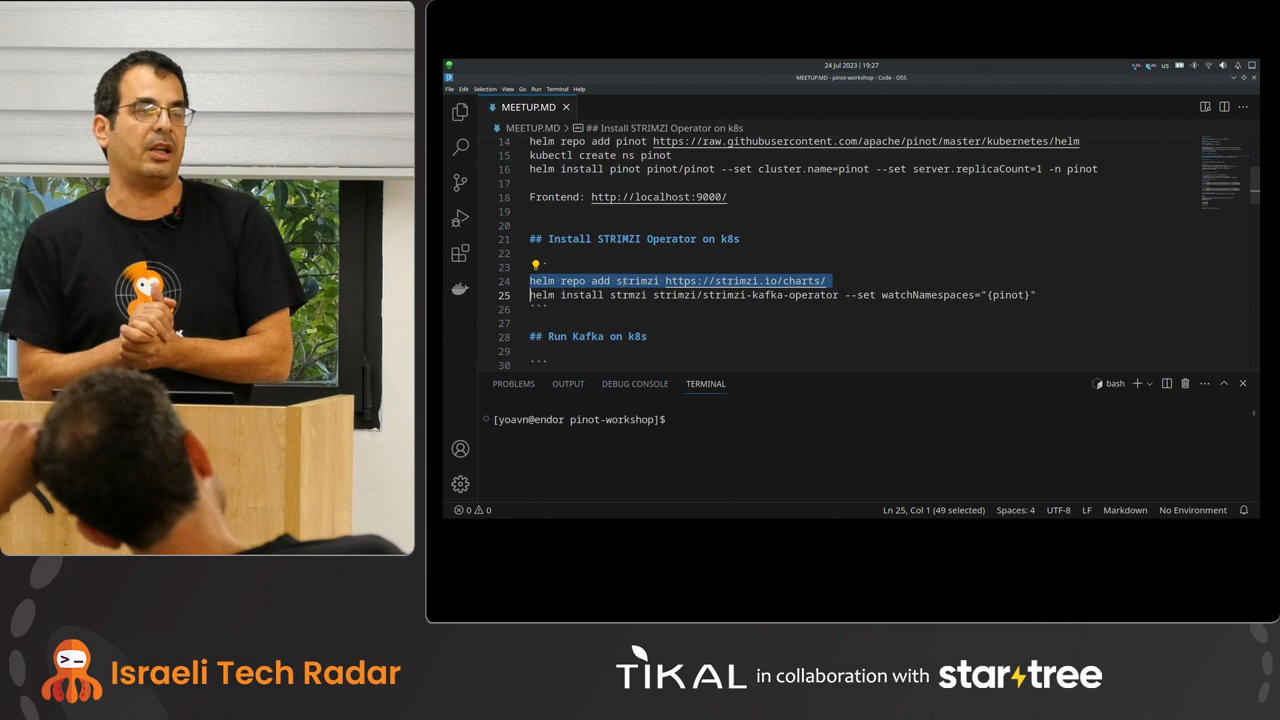 24 Jul 2023 | 19:27
us
MEETUP.MD - pinot-workshop - Code - OSS
File Edit Selection View Go Run Terminal Help
MEETUP.MD
MEETUP.MD > ## Install STRIMZI Operator on k8s
14 helm repo add pinot https://raw.githubusercontent.com/apache/pinot/master/kubernetes/helm
15 kubectl create ns pinot
16 helm install pinot pinot/pinot --set cluster.name=pinot --set server.replicaCount=1 -n pinot
17
18 Frontend: http://localhost:9000/
19
20
21 ## Install STRIMZI Operator on k8s
22
23 `
24 helm repo add strimzi https://strimzi.io/charts/
25 helm install strmzi strimzi/strimzi-kafka-operator --set watchNamespaces="{pinot}"
26 ```
27
28 ## Run Kafka on k8s
29
30 ```
PROBLEMS OUTPUT DEBUG CONSOLE TERMINAL
bash
[yoavn@endor pinot-workshop]$
0 0 Ln 25, Col 1 (49 selected) Spaces: 4 UTF-8 LF Markdown No Environment
Israeli Tech Radar
TIKAL in collaboration with startree